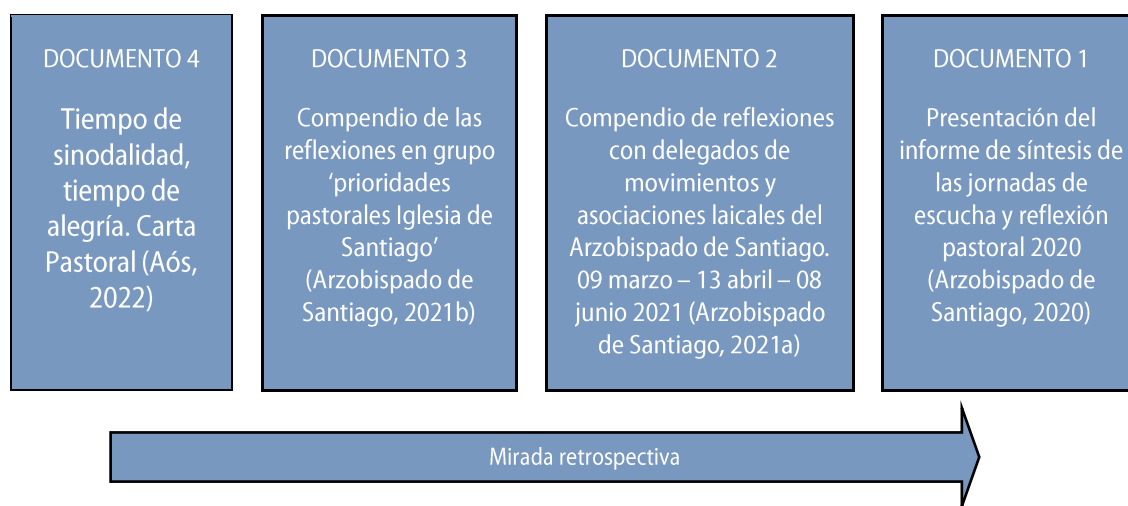 DOCUMENTO 4
Tiempo de
sinodalidad,
tiempo de
alegría. Carta
Pastoral (Aós,
2022)
DOCUMENTO 3
Compendio de las
reflexiones en grupo
‘prioridades
pastorales Iglesia de
Santiago’
(Arzobispado de
Santiago, 2021b)
DOCUMENTO 2
Compendio de reflexiones
con delegados de
movimientos y
asociaciones laicales del
Arzobispado de Santiago.
09 marzo – 13 abril – 08
junio 2021 (Arzobispado
de Santiago, 2021a)
DOCUMENTO 1
Presentación del
informe de síntesis de
las jornadas de
escucha y reflexión
pastoral 2020
(Arzobispado de
Santiago, 2020)
Mirada retrospectiva